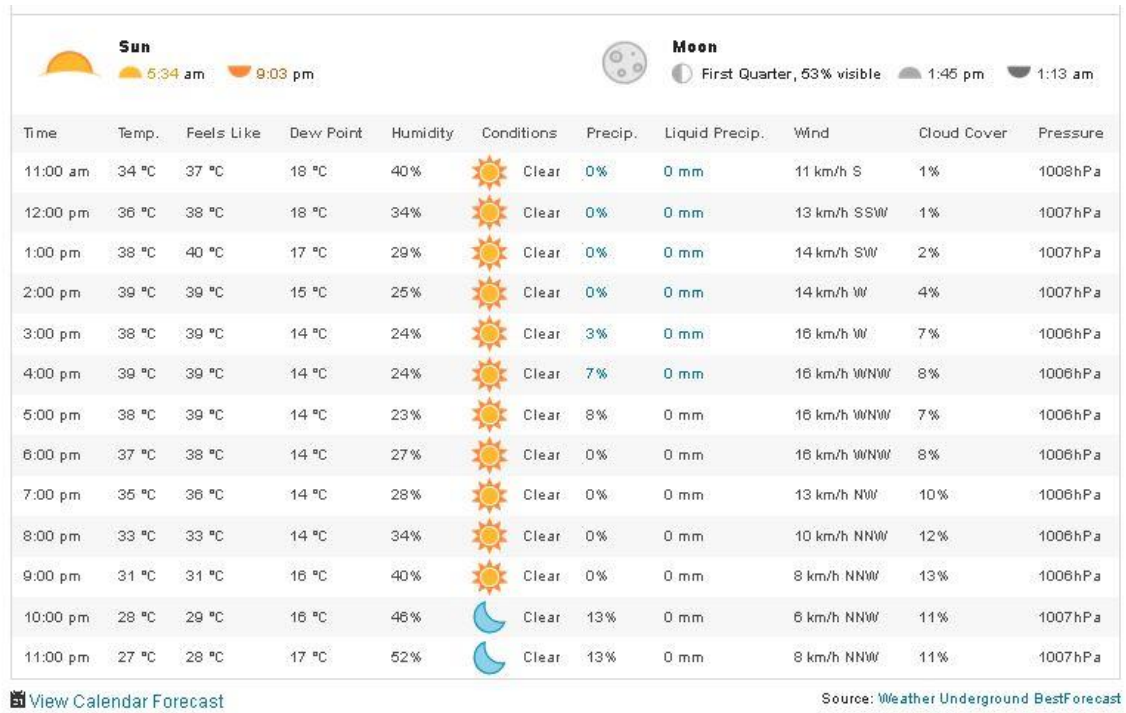 Sun
5:34 am 9:03 pm
Moon
First Quarter, 53% visible 1:45 pm 1:13 am
Time Temp. Feels Like Dew Point Humidity Conditions Precip. Liquid Precip. Wind Cloud Cover Pressure
11:00 am 34 °C 37 °C 18 °C 40% Clear 0% 0 mm 11 km/h S 1% 1008hPa
12:00 pm 36 °C 38 °C 18 °C 34% Clear 0% 0 mm 13 km/h SSW 1% 1007hPa
1:00 pm 38 °C 40 °C 17 °C 29% Clear 0% 0 mm 14 km/h SW 2% 1007hPa
2:00 pm 39 °C 39 °C 15 °C 25% Clear 0% 0 mm 14 km/h W 4% 1007hPa
3:00 pm 38 °C 39 °C 14 °C 24% Clear 3% 0 mm 16 km/h W 7% 1006hPa
4:00 pm 39 °C 39 °C 14 °C 24% Clear 7% 0 mm 16 km/h WNW 8% 1006hPa
5:00 pm 38 °C 39 °C 14 °C 23% Clear 8% 0 mm 16 km/h WNW 7% 1006hPa
6:00 pm 37 °C 38 °C 14 °C 27% Clear 0% 0 mm 16 km/h WNW 8% 1006hPa
7:00 pm 35 °C 36 °C 14 °C 28% Clear 0% 0 mm 13 km/h NW 10% 1006hPa
8:00 pm 33 °C 33 °C 14 °C 34% Clear 0% 0 mm 10 km/h NNW 12% 1006hPa
9:00 pm 31 °C 31 °C 16 °C 40% Clear 0% 0 mm 8 km/h NNW 13% 1006hPa
10:00 pm 28 °C 29 °C 16 °C 46% Clear 13% 0 mm 6 km/h NNW 11% 1007hPa
11:00 pm 27 °C 28 °C 17 °C 52% Clear 13% 0 mm 8 km/h NNW 11% 1007hPa
View Calendar Forecast Source: Weather Underground BestForecast